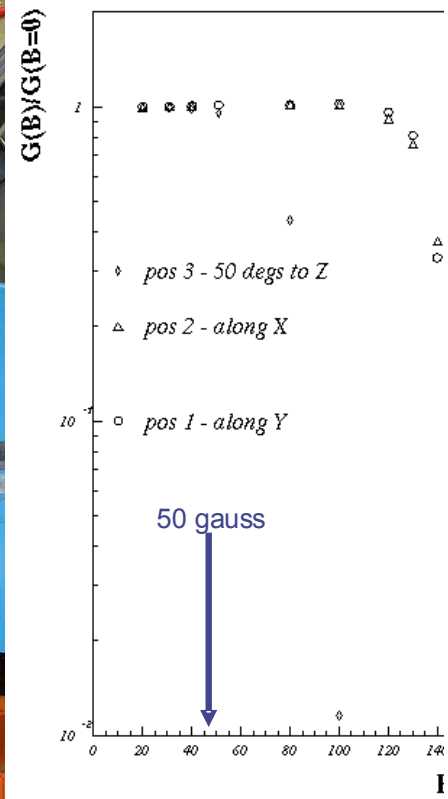 G(B)/G(B=0)
1
pos 3 - 50 degs to Z
pos 2 - along X
10 -1
pos 1 - along Y
50 gauss
10 -2
0 20 40 60 80 100 120 140